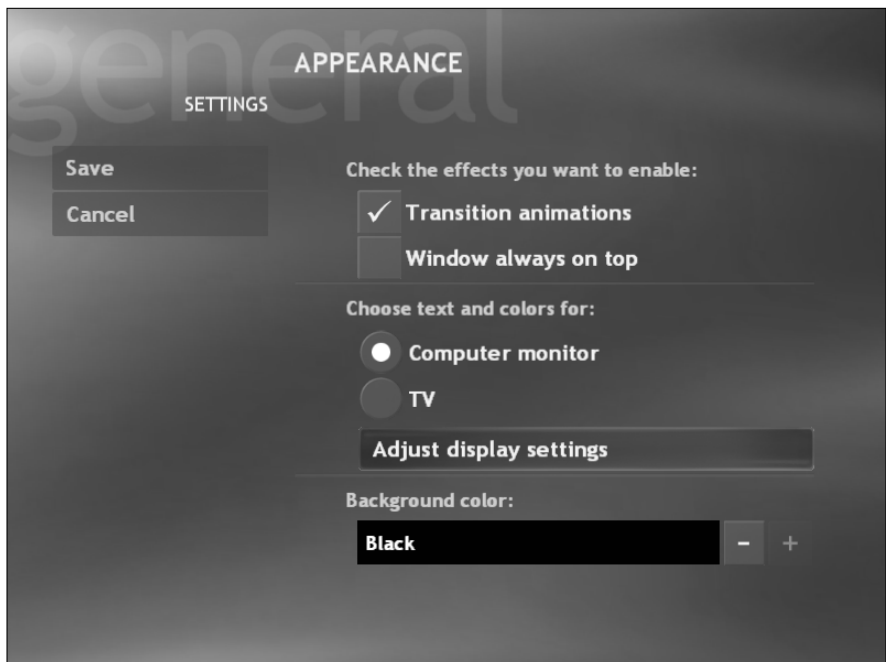 general
APPEARANCE
SETTINGS
Save
Cancel
Check the effects you want to enable:
✓ Transition animations
Window always on top
Choose text and colors for:
Computer monitor
TV
Adjust display settings
Background color:
Black - +